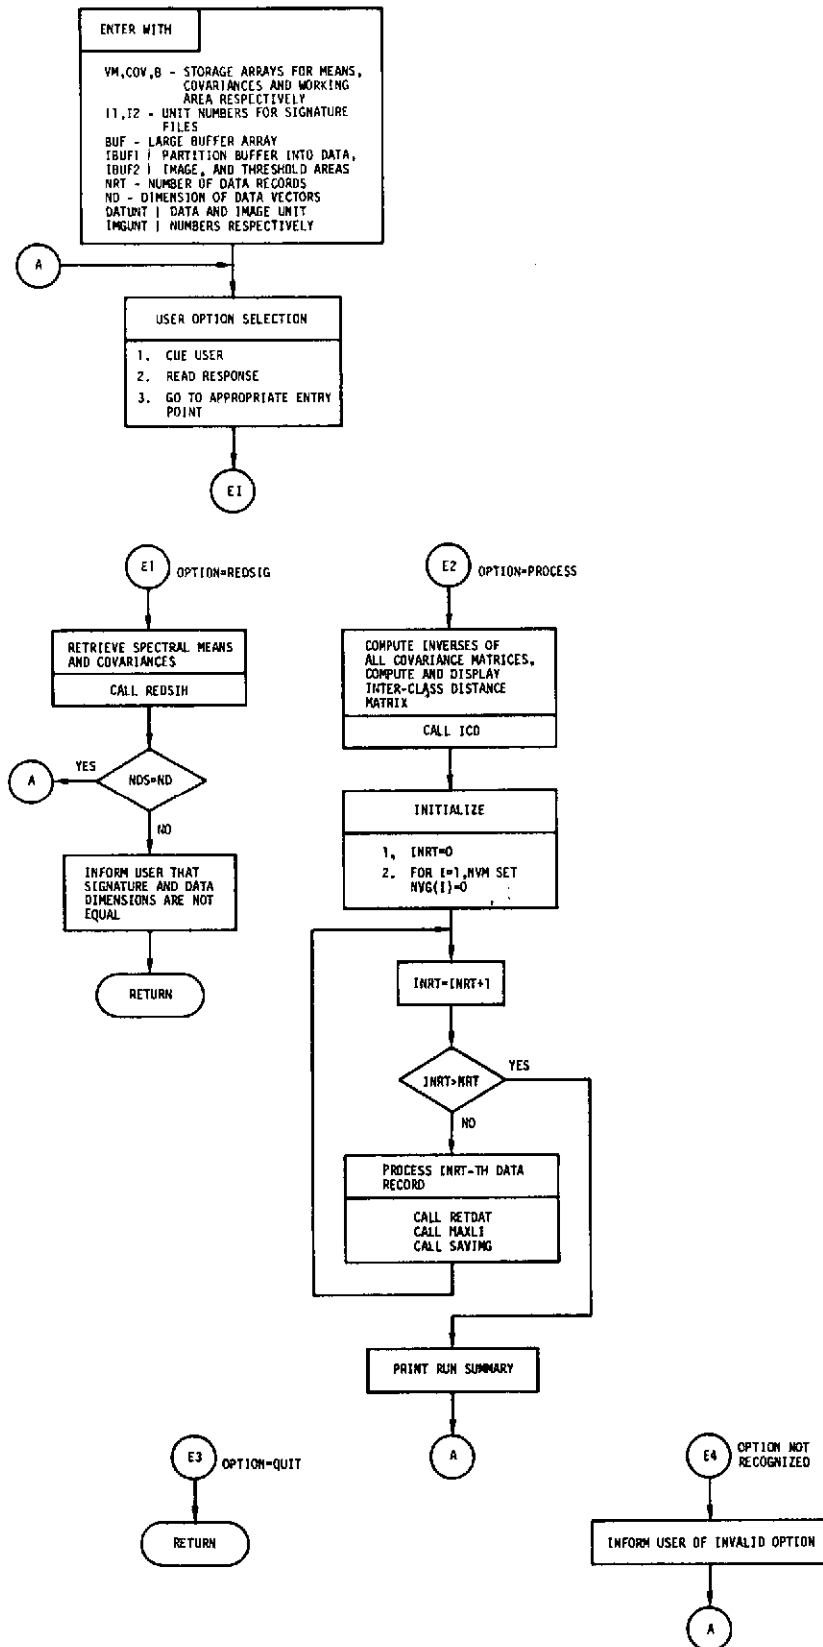 ENTER WITH
VM,COV,B - STORAGE ARRAYS FOR MEANS,
COVARIANCES AND WORKING
AREA RESPECTIVELY
I1,I2 - UNIT NUMBERS FOR SIGNATURE
FILES
BUF - LARGE BUFFER ARRAY
IBUF1 | PARTITION BUFFER INTO DATA,
IBUF2 | IMAGE, AND THRESHOLD AREAS
NRT - NUMBER OF DATA RECORDS
ND - DIMENSION OF DATA VECTORS
DATUNT | DATA AND IMAGE UNIT
IMGUNT | NUMBERS RESPECTIVELY
A
USER OPTION SELECTION
1. CUE USER
2. READ RESPONSE
3. GO TO APPROPRIATE ENTRY
POINT
EI
E1
OPTION=REDSIG
RETRIEVE SPECTRAL MEANS
AND COVARIANCES
CALL REDSIH
YES
A
NDS=ND
NO
INFORM USER THAT
SIGNATURE AND DATA
DIMENSIONS ARE NOT
EQUAL
RETURN
E2
OPTION=PROCESS
COMPUTE INVERSES OF
ALL COVARIANCE MATRICES,
COMPUTE AND DISPLAY
INTER-CLASS DISTANCE
MATRIX
CALL ICD
INITIALIZE
1. INRT=0
2. FOR I=1,NVM SET
NVG(I)=0
INRT=INRT+1
INRT>NRT
YES
NO
PROCESS INRT-TH DATA
RECORD
CALL RETDAT
CALL MAXLI
CALL SAVIMG
PRINT RUN SUMMARY
A
E3
OPTION=QUIT
RETURN
E4
OPTION NOT
RECOGNIZED
INFORM USER OF INVALID OPTION
A